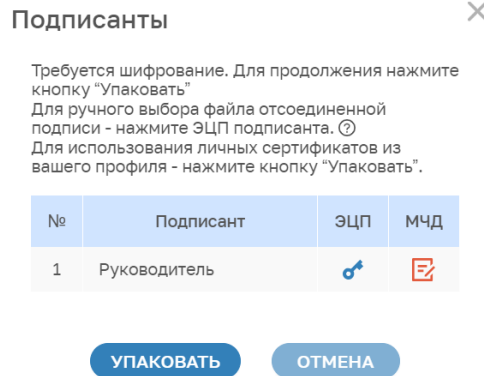 Подписанты
Требуется шифрование. Для продолжения нажмите
кнопку “Упаковать”
Для ручного выбора файла отсоединенной
подписи - нажмите ЭЦП подписанта. ?
Для использования личных сертификатов из
вашего профиля - нажмите кнопку “Упаковать”.
№ Подписант ЭЦП МЧД
1 Руководитель
УПАКОВАТЬ ОТМЕНА